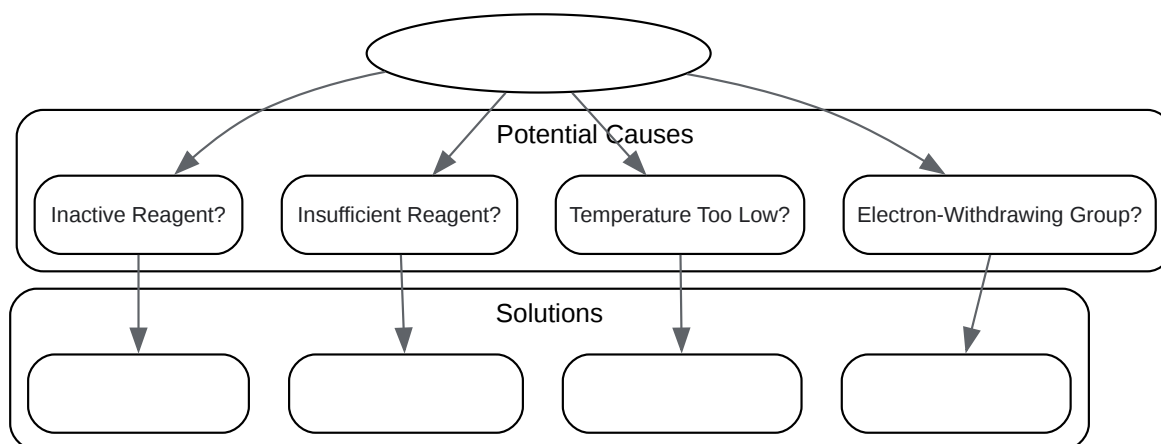 Potential Causes
Inactive Reagent?
Insufficient Reagent?
Temperature Too Low?
Electron-Withdrawing Group?
Solutions